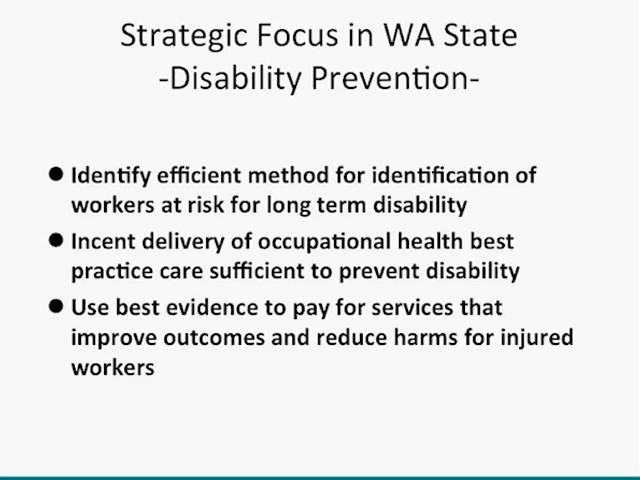 Strategic Focus in WA State
-Disability Prevention-
● Identify efficient method for identification of
workers at risk for long term disability
● Incent delivery of occupational health best
practice care sufficient to prevent disability
● Use best evidence to pay for services that
improve outcomes and reduce harms for injured
workers